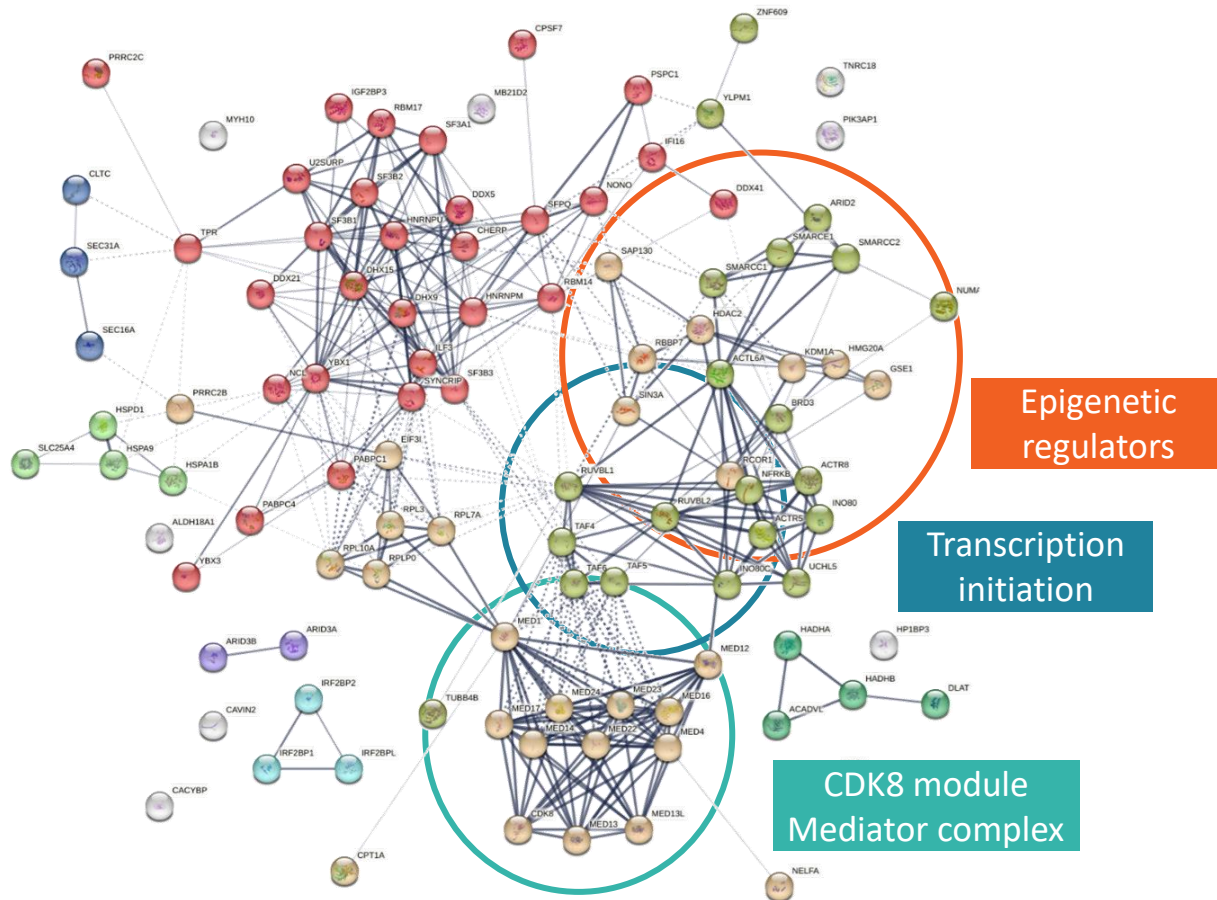 ZNF609
CPSF7
PRRC2C
TNRC18
PSPC1
YLPM1
IGF2BP3
MB21D2
RBM17
MYH10
SF3A1
PIK3AP1
IFI16
U2SURP
CLTC
SF3B2
DDX5
NONO
DDX41
SFPQ
ARID2
SF3B1
HNRNPU
TPR
CHERP
SMARCE1
SMARCC2
SEC31A
SAP130
SMARCC1
DDX21
DHX15
RBM14
NUMA
DHX9
HNRNPM
HDAC2
SEC16A
RBBP7
ACTL6A
KDM1A
HMG20A
GSE1
ILF3
YBX1
NCL
SYNCRIP
SF3B3
PRRC2B
SIN3A
BRD3
Epigenetic
regulators
HSPD1
SLC25A4
HSPA9
HSPA1B
EIF3I
PABPC1
RUVBL1
RCOR1
NFRKB
ACTR8
PABPC4
RPL3
RPL7A
RUVBL2
INO80
ACTR5
ALDH18A1
TAF4
Transcription
initiation
YBX3
RPL10A
RPLP0
TAF6
TAF5
INO80C
UCHL5
MED1
MED12
ARID3B
ARID3A
HADHA
HP1BP3
HADHB
DLAT
ACADVL
IRF2BP2
CAVIN2
TUBB4B
MED24
MED23
MED16
MED17
MED14
MED22
MED4
IRF2BP1
IRF2BPL
CACYBP
CDK8
MED13
MED13L
CDK8 module
Mediator complex
CPT1A
NELFA